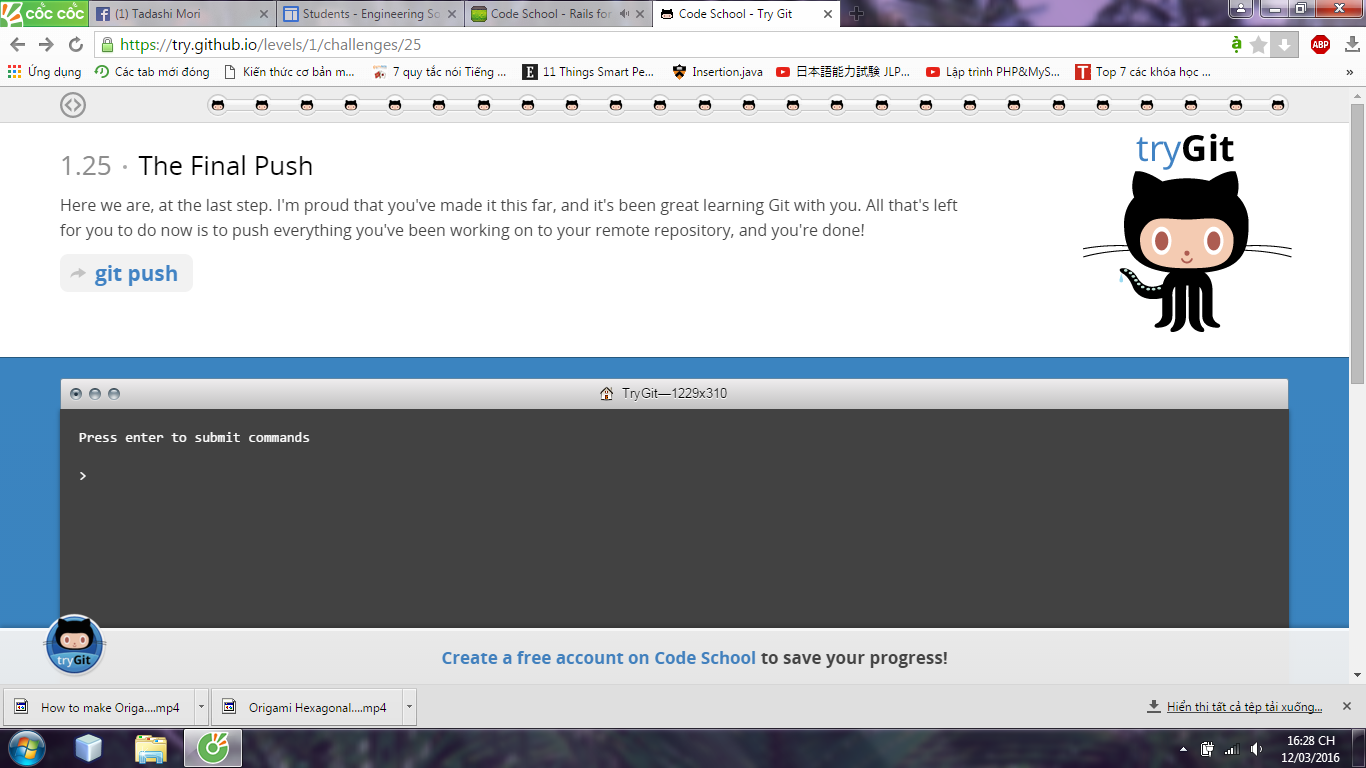 cốc cốc
(1) Tadashi Mori
Students - Engineering So
Code School - Rails for
Code School - Try Git
https://try.github.io/levels/1/challenges/25
ABP
Ứng dụng
Các tab mới đóng
Kiến thức cơ bản m...
7 quy tắc nói Tiếng ...
11 Things Smart Pe...
Insertion.java
日本語能力試験 JLP...
Lập trình PHP&MyS...
Top 7 các khóa học ...
»
1.25 · The Final Push
tryGit
Here we are, at the last step. I'm proud that you've made it this far, and it's been great learning Git with you. All that's left
for you to do now is to push everything you've been working on to your remote repository, and you're done!
git push
TryGit—1229x310
Press enter to submit commands
>
tryGit
Create a free account on Code School to save your progress!
How to make Origa....mp4
Origami Hexagonal....mp4
Hiển thị tất cả tệp tải xuống...
16:28 CH
12/03/2016